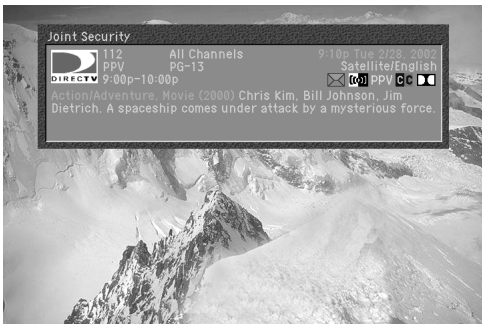 Joint Security
112 All Channels 9:10p Tue 2/28, 2002
PPV PG-13 Satellite/English
DIRECTV 9:00p-10:00p PPV CC
Action/Adventure, Movie (2000) Chris Kim, Bill Johnson, Jim
Dietrich. A spaceship comes under attack by a mysterious force.